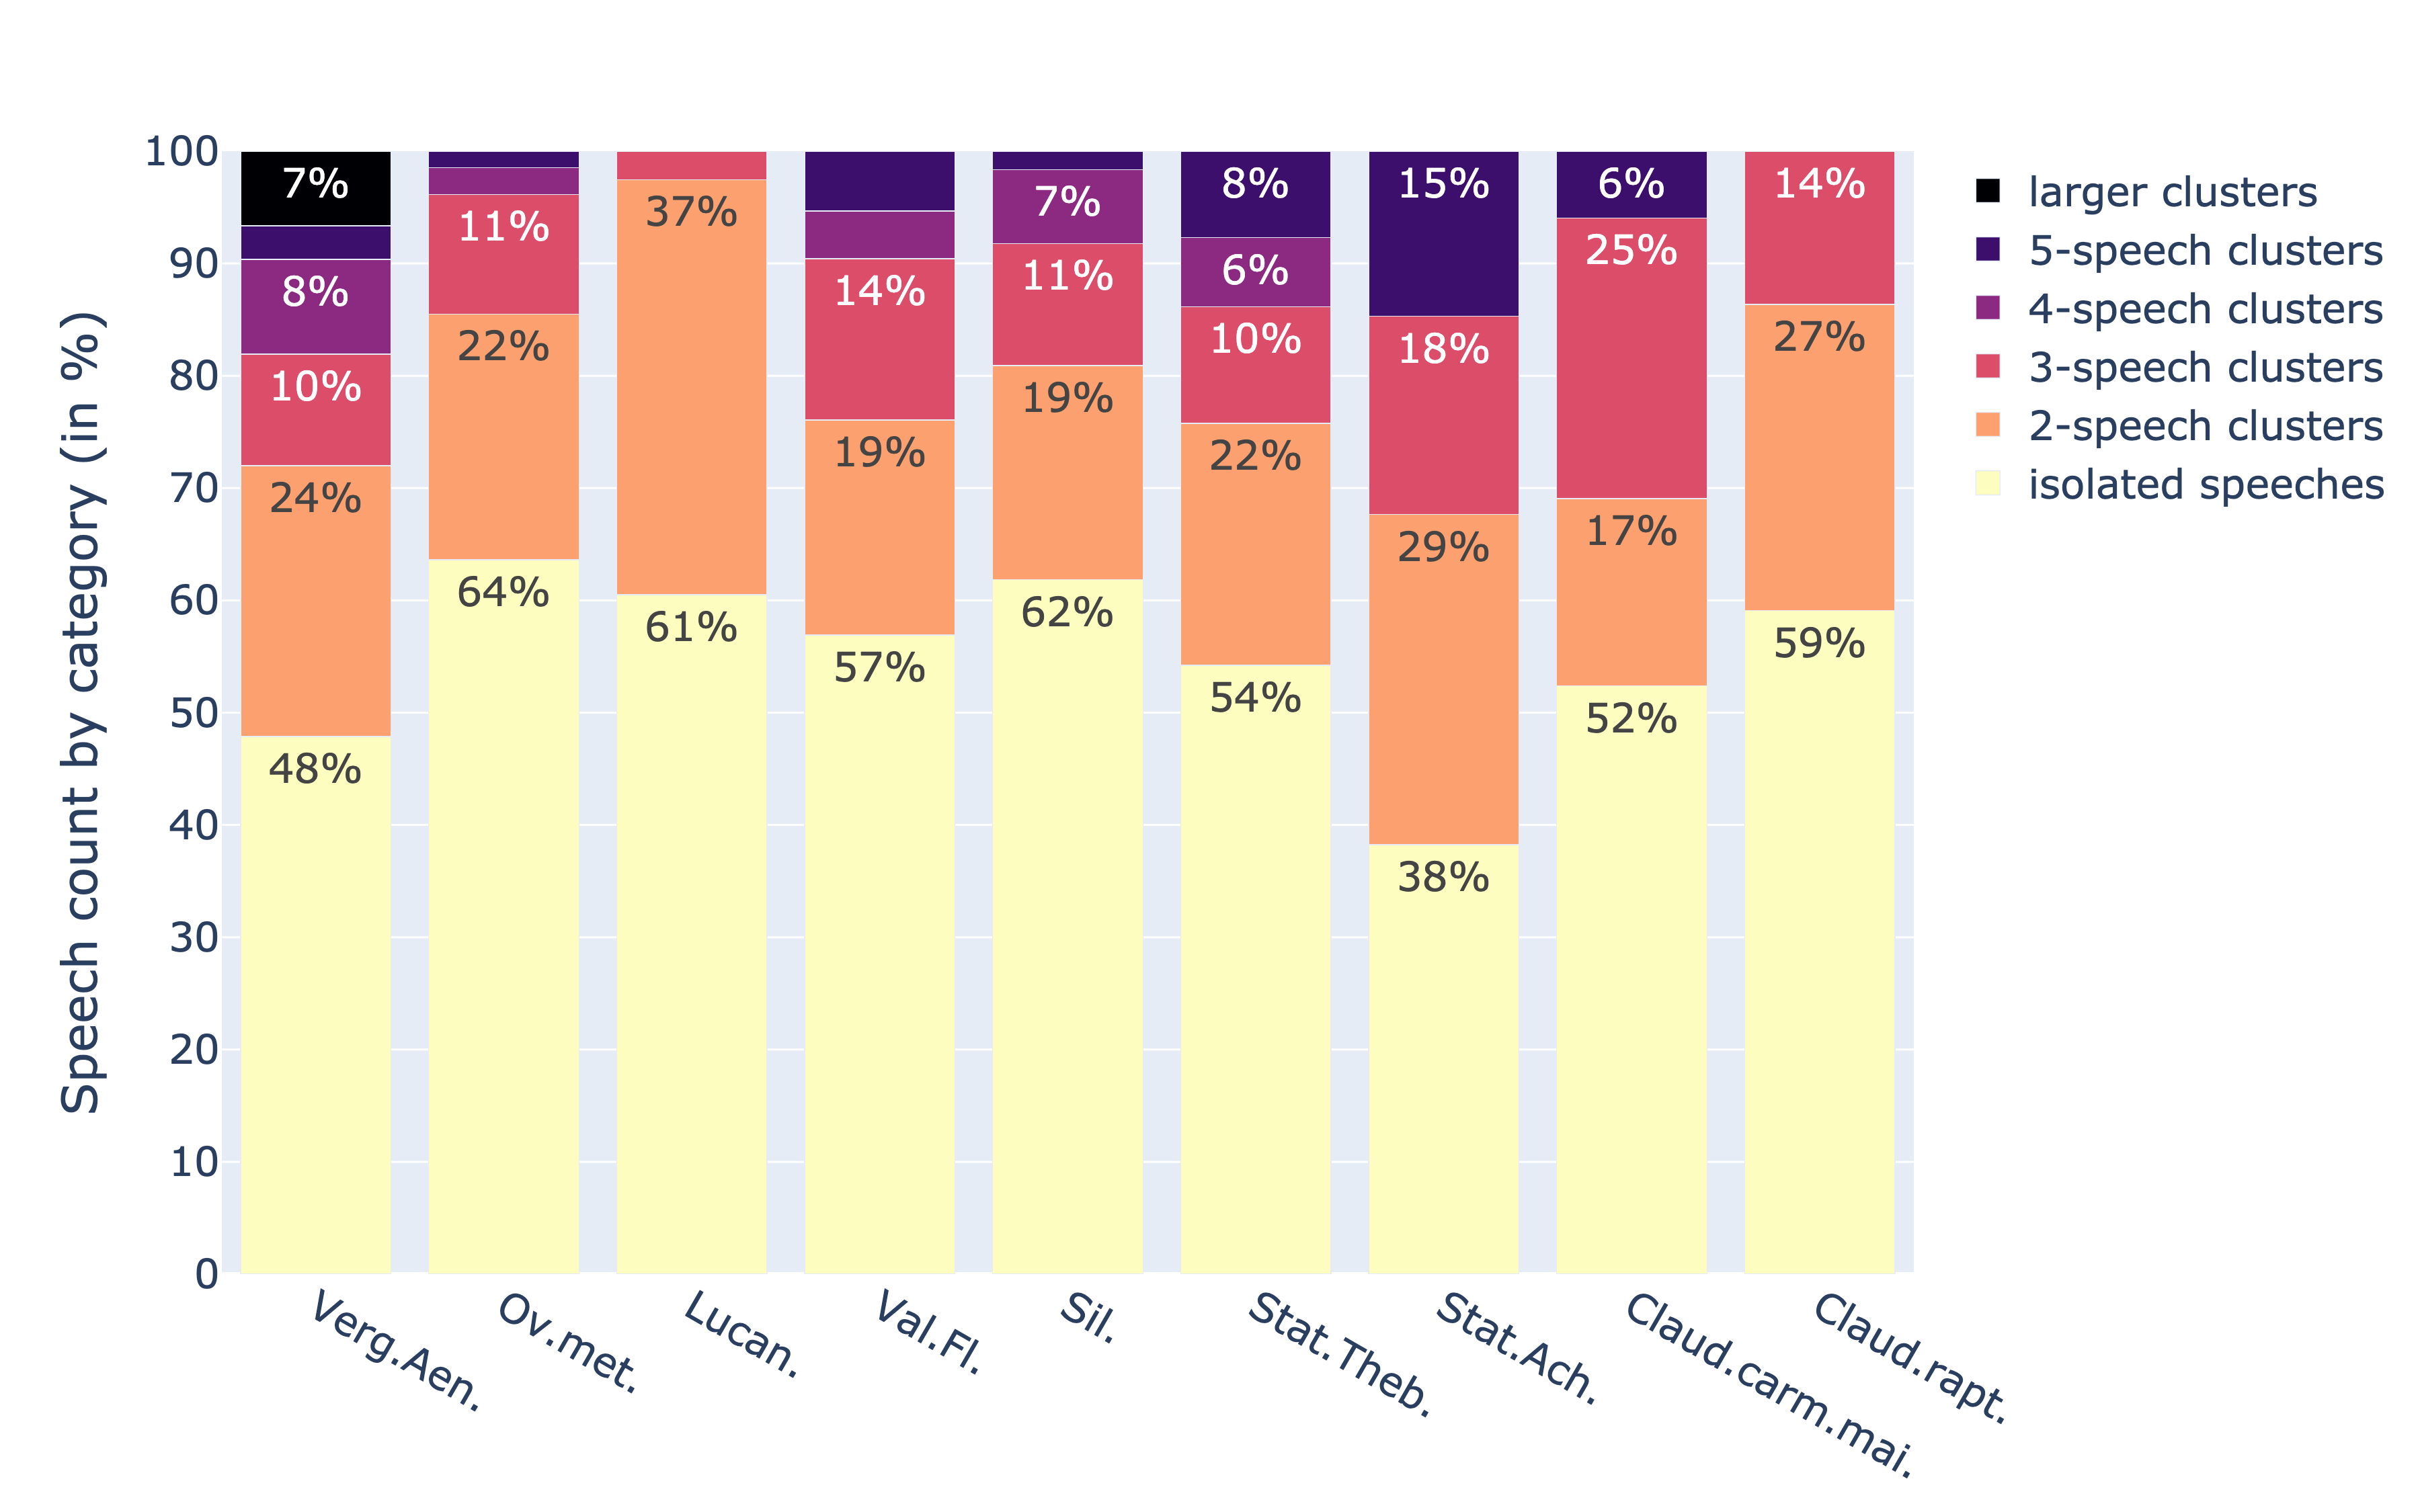 Speech count by category (in %)
100
90
80
70
60
50
40
30
20
10
0
7%
8%
10%
24%
48%
11%
22%
64%
37%
61%
14%
19%
57%
7%
11%
19%
62%
8%
6%
10%
22%
54%
15%
18%
29%
38%
6%
25%
17%
52%
14%
27%
59%
Verg.Aen.
Ov.met.
Lucan.
Val.Fl.
Sil.
Stat.Theb.
Stat.Ach.
Claud.carm.mai.
Claud.rapt.
larger clusters
5-speech clusters
4-speech clusters
3-speech clusters
2-speech clusters
isolated speeches